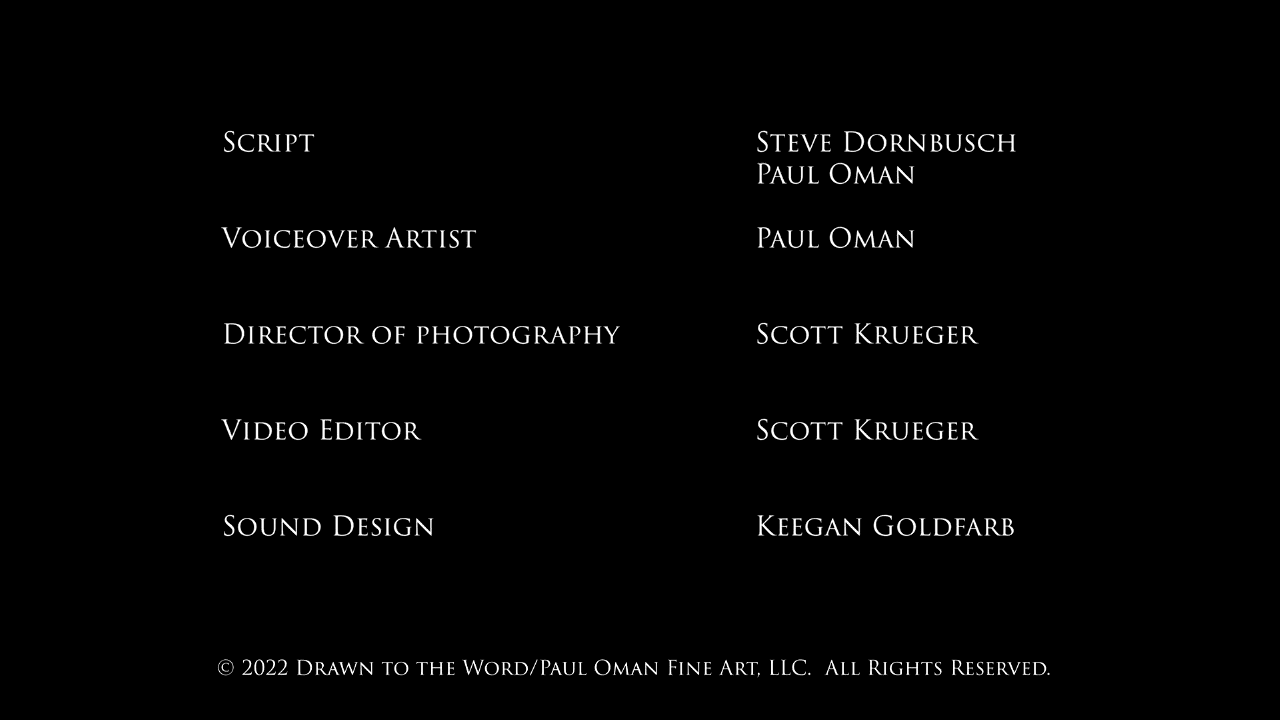 Script Steve Dornbusch
Paul Oman
Voiceover Artist Paul Oman
Director of photography Scott Krueger
Video Editor Scott Krueger
Sound Design Keegan Goldfarb
© 2022 Drawn to the Word/Paul Oman Fine Art, LLC. All Rights Reserved.